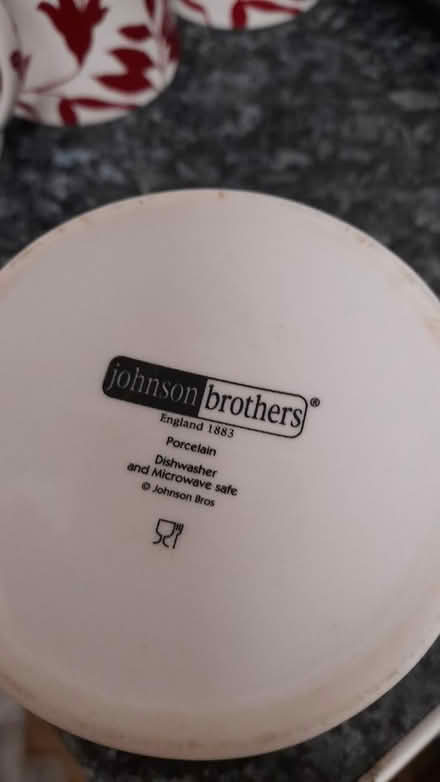 johnson brothers®
England 1883
Porcelain
Dishwasher
and Microwave safe
© Johnson Bros